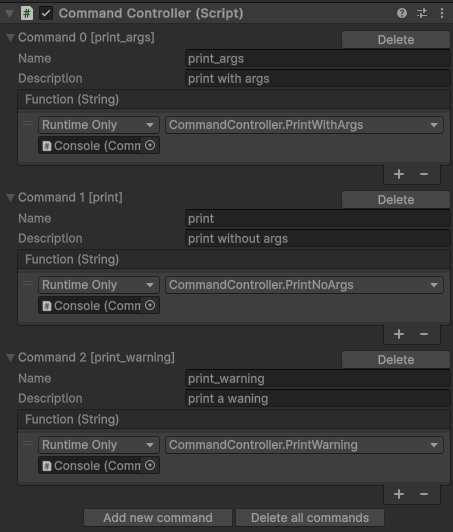 Command Controller (Script)
Command 0 [print_args]
Delete
Name
print_args
Description
print with args
Function (String)
Runtime Only
CommandController.PrintWithArgs
Console (Comm
Command 1 [print]
Delete
Name
print
Description
print without args
Function (String)
Runtime Only
CommandController.PrintNoArgs
Console (Comm
Command 2 [print_warning]
Delete
Name
print_warning
Description
print a waning
Function (String)
Runtime Only
CommandController.PrintWarning
Console (Comm
Add new command
Delete all commands